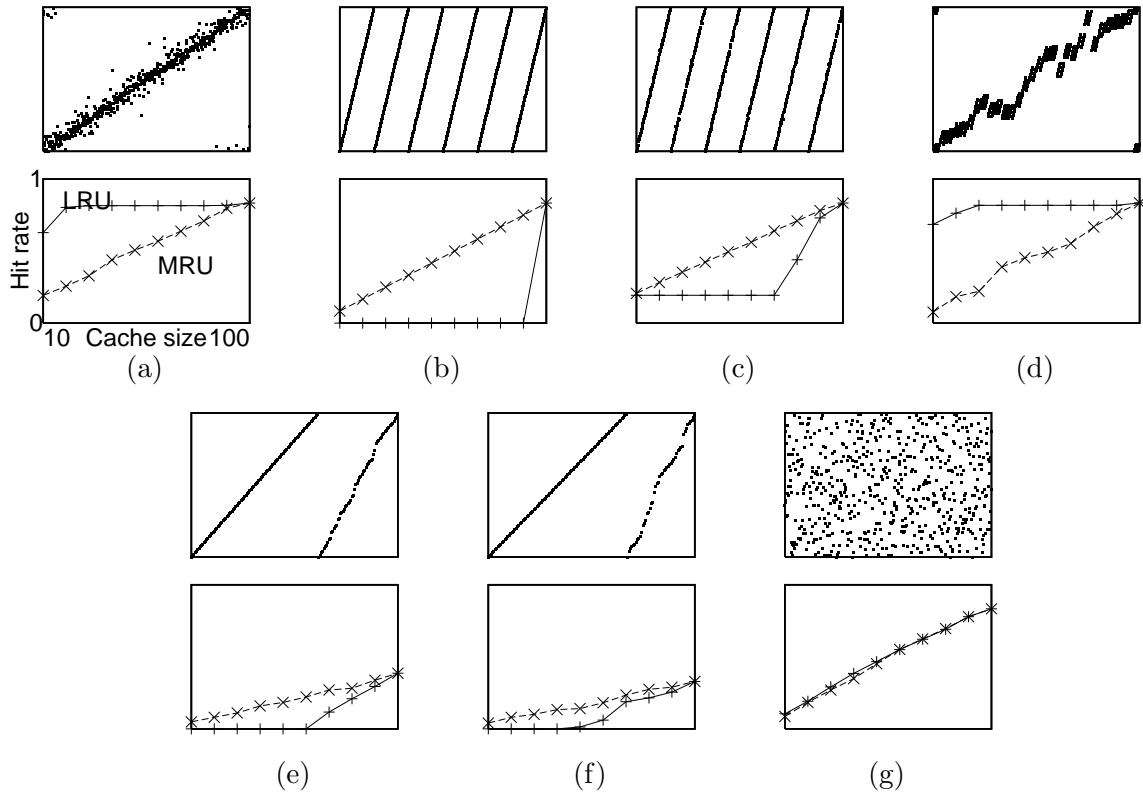 1
LRU
Hit rate
MRU
0
10 Cache size 100
(a) (b) (c) (d)
(e) (f) (g)